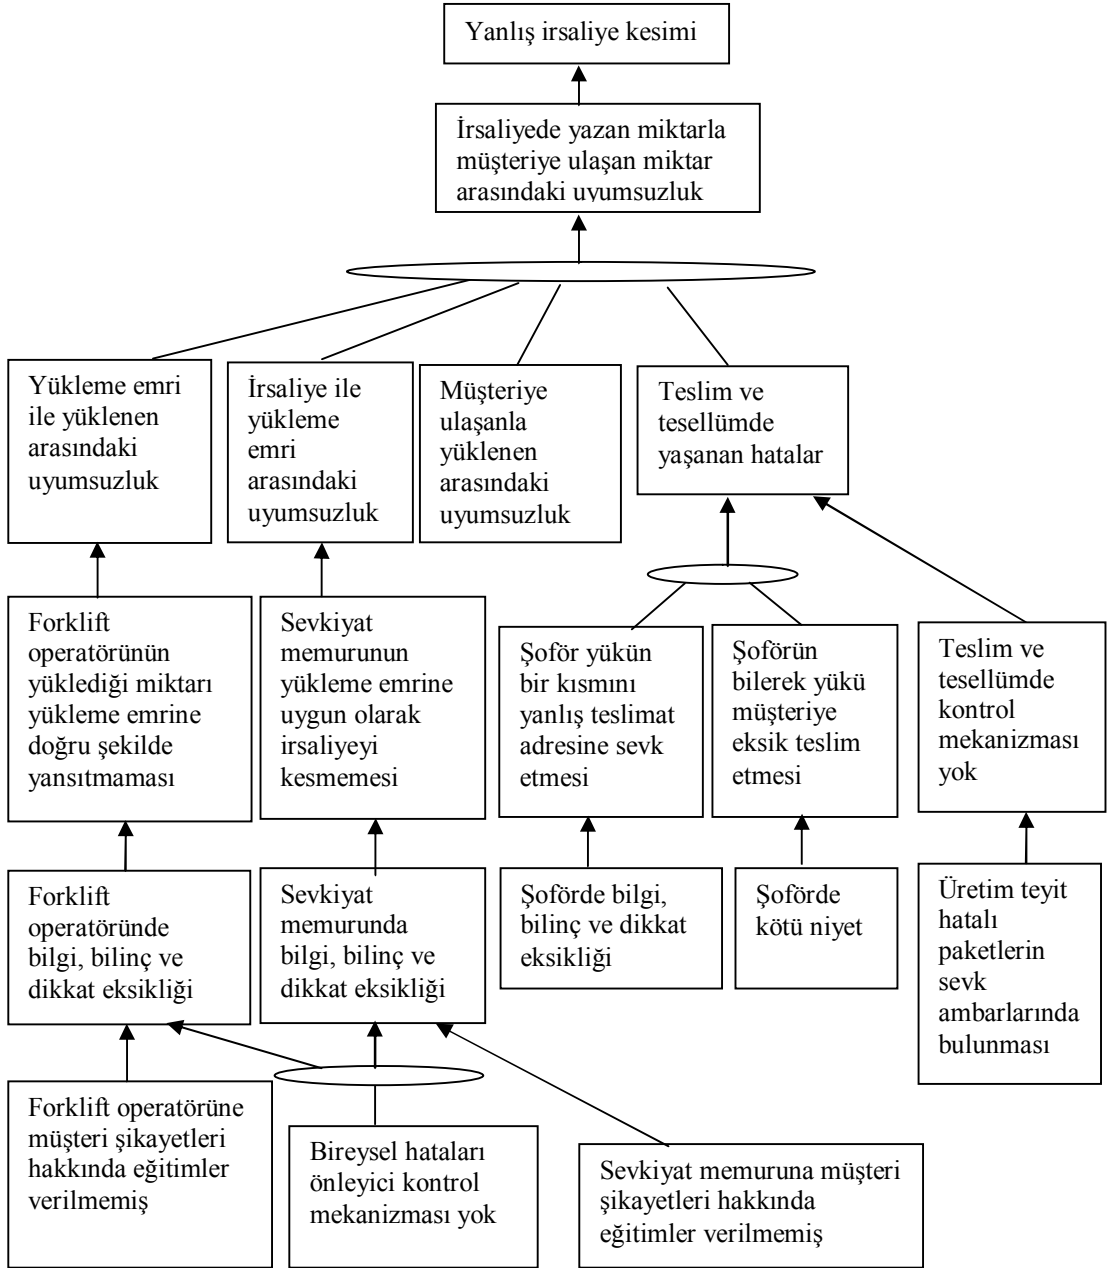 Yanlış irsaliye kesimi
İrsaliyede yazan miktarla
müşteriye ulaşan miktar
arasındaki uyumsuzluk
Yükleme emri
ile yüklenen
arasındaki
uyumsuzluk
İrsaliye ile
yükleme
emri
arasındaki
uyumsuzluk
Müşteriye
ulaşanla
yüklenen
arasındaki
uyumsuzluk
Teslim ve
tesellümde
yaşanan hatalar
Forklift
operatörünün
yüklediği miktarı
yükleme emrine
doğru şekilde
yansıtmaması
Sevkiyat
memurunun
yükleme emrine
uygun olarak
irsaliyeyi
kesmemesi
Şoför yükün
bir kısmını
yanlış teslimat
adresine sevk
etmesi
Şoförün
bilerek yükü
müşteriye
eksik teslim
etmesi
Teslim ve
tesellümde
kontrol
mekanizması
yok
Forklift
operatöründe
bilgi, bilinç ve
dikkat eksikliği
Sevkiyat
memurunda
bilgi, bilinç ve
dikkat eksikliği
Şoförde bilgi,
bilinç ve dikkat
eksikliği
Şoförde
kötü niyet
Üretim teyit
hatalı
paketlerin
sevk
ambarlarında
bulunması
Forklift operatörüne
müşteri şikayetleri
hakkında eğitimler
verilmemiş
Bireysel hataları
önleyici kontrol
mekanizması yok
Sevkiyat memuruna müşteri
şikayetleri hakkında
eğitimler verilmemiş